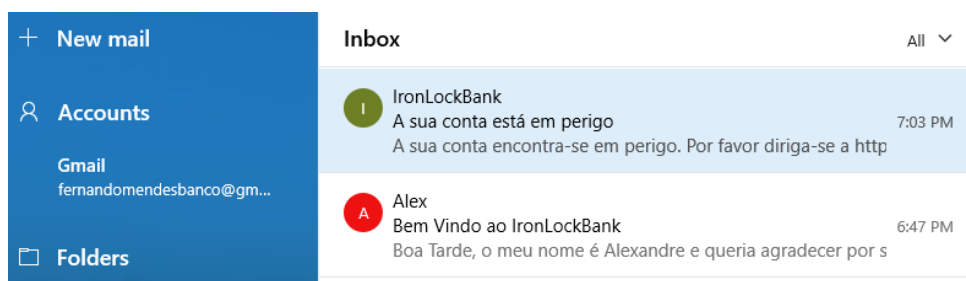 New mail
Accounts
Gmail
fernandomendesbanco@gm...
Folders
Inbox
All
I
IronLockBank
A sua conta está em perigo
7:03 PM
A sua conta encontra-se em perigo. Por favor diriga-se a http
A
Alex
Bem Vindo ao IronLockBank
6:47 PM
Boa Tarde, o meu nome é Alexandre e queria agradecer por s